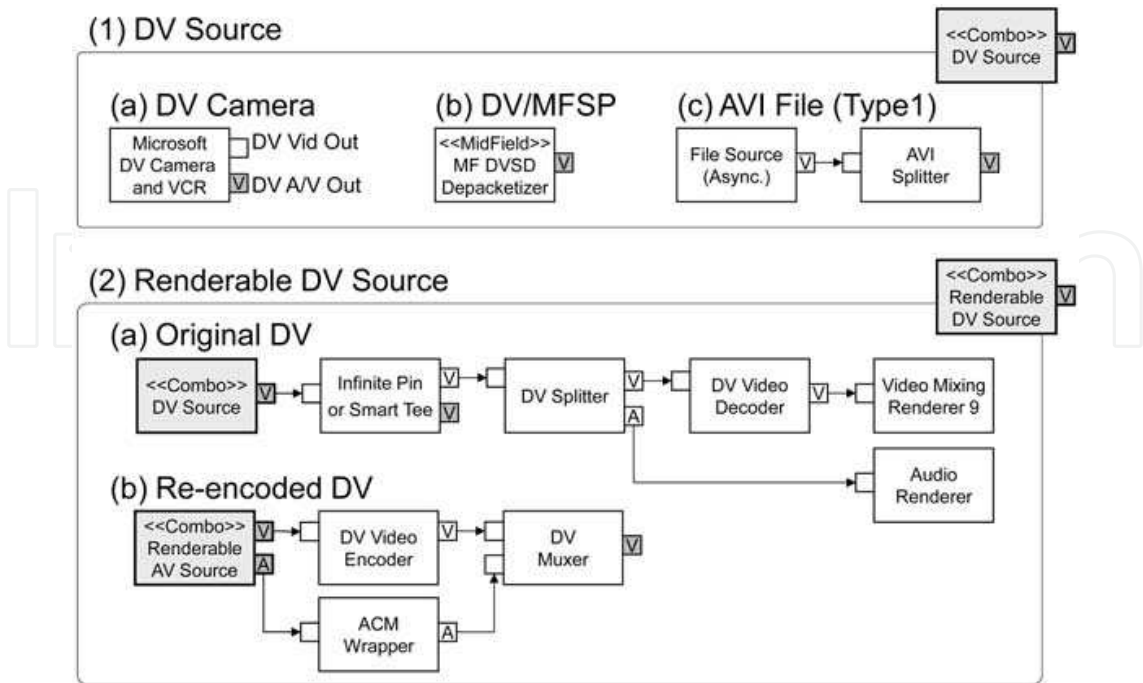 (1) DV Source
<<Combo>>
DV Source
V
(a) DV Camera
Microsoft
DV Camera
and VCR
DV Vid Out
V
DV A/V Out
(b) DV/MFSP
<<MidField>>
MF DVSD
Depacketizer
V
(c) AVI File (Type1)
File Source
(Async.)
V
AVI
Splitter
V
(2) Renderable DV Source
<<Combo>>
Renderable
DV Source
V
(a) Original DV
<<Combo>>
DV Source
V
Infinite Pin
or Smart Tee
V
V
DV Splitter
V
A
DV Video
Decoder
V
Video Mixing
Renderer 9
Audio
Renderer
(b) Re-encoded DV
<<Combo>>
Renderable
AV Source
V
A
DV Video
Encoder
V
DV
Muxer
V
ACM
Wrapper
A